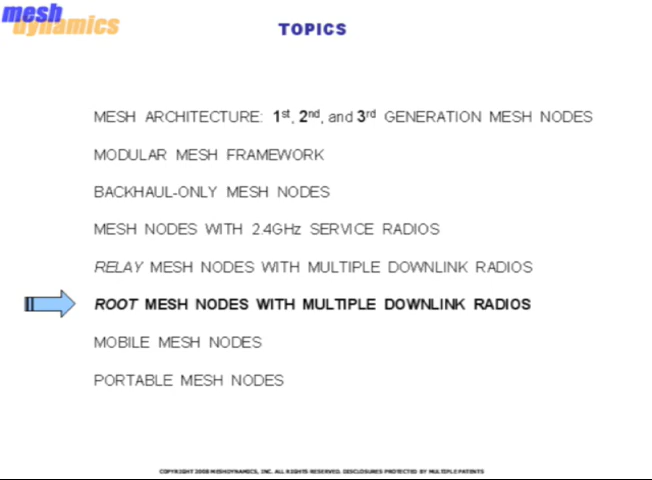 mesh
dynamics
TOPICS
MESH ARCHITECTURE: 1st, 2nd, and 3rd GENERATION MESH NODES
MODULAR MESH FRAMEWORK
BACKHAUL-ONLY MESH NODES
MESH NODES WITH 2.4GHz SERVICE RADIOS
RELAY MESH NODES WITH MULTIPLE DOWNLINK RADIOS
ROOT MESH NODES WITH MULTIPLE DOWNLINK RADIOS
MOBILE MESH NODES
PORTABLE MESH NODES
COPYRIGHT 2008 MESHDYNAMICS, INC. ALL RIGHTS RESERVED. DISCLOSURES PROTECTED BY MULTIPLE PATENTS